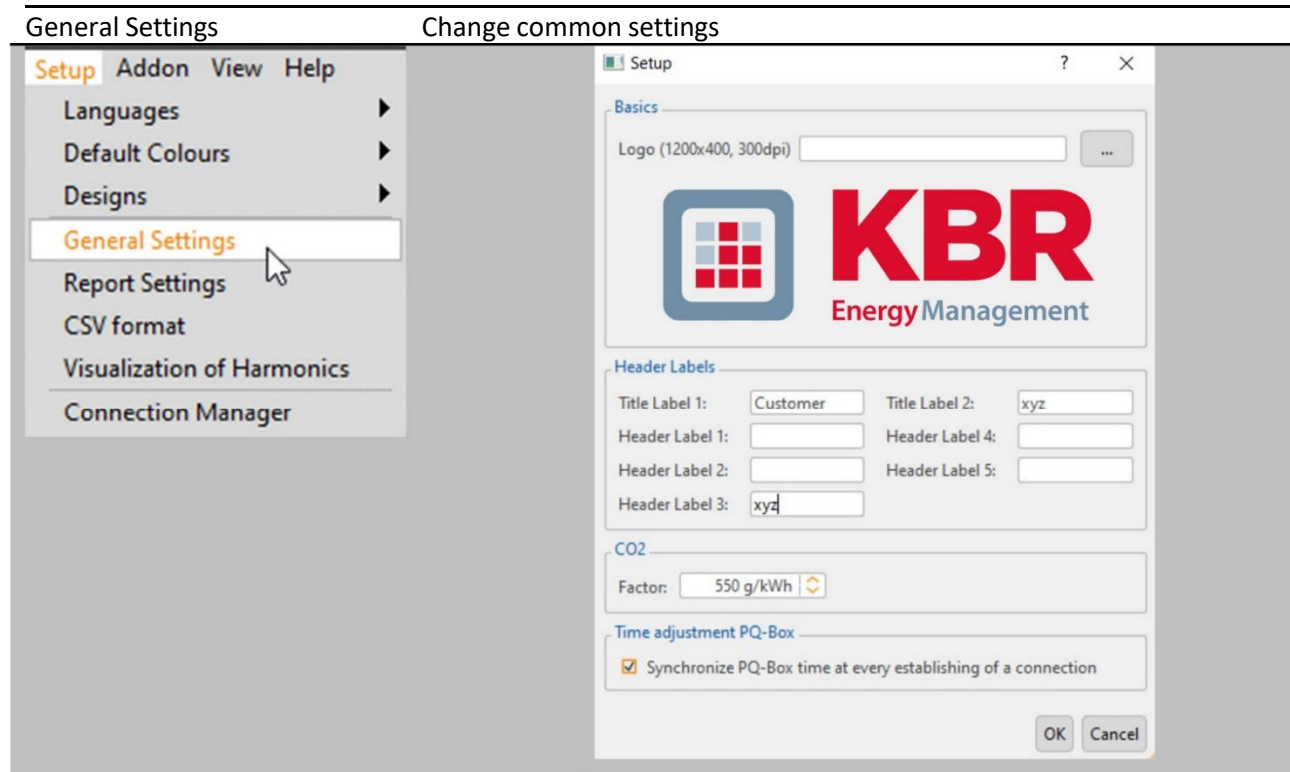 General Settings Change common settings
Setup Addon View Help
Languages
Default Colours
Designs
General Settings
Report Settings
CSV format
Visualization of Harmonics
Connection Manager
Setup ? ×
Basics
Logo (1200x400, 300dpi) ...
KBR
EnergyManagement
Header Labels
Title Label 1: Customer Title Label 2: xyz
Header Label 1: Header Label 4:
Header Label 2: Header Label 5:
Header Label 3: xyz
CO2
Factor: 550 g/kWh
Time adjustment PQ-Box
Synchronize PQ-Box time at every establishing of a connection
OK Cancel